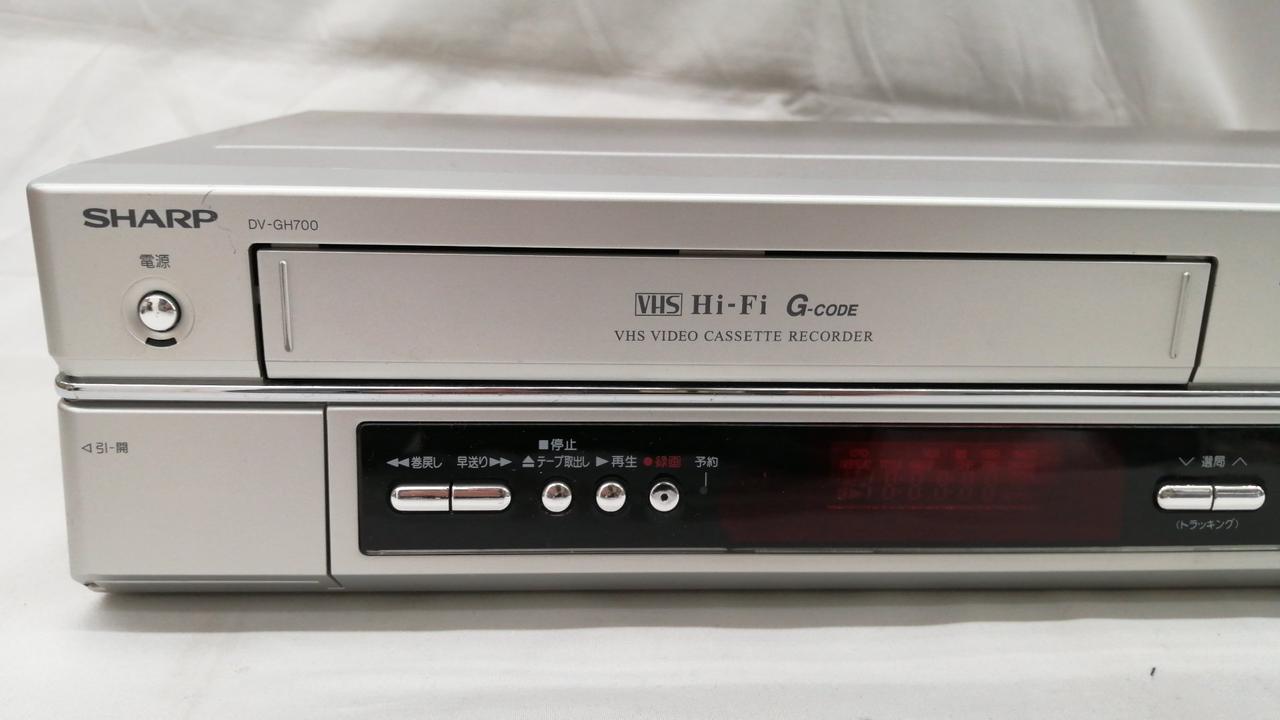 SHARP
DV-GH700
電源
VHS Hi-Fi G-CODE
VHS VIDEO CASSETTE RECORDER
◁引-開
■停止
◀◀巻戻し 早送り▶▶ ⏏テープ取出し ▶再生 ●録画 予約
∨ 選局 ∧
(トラッキング)